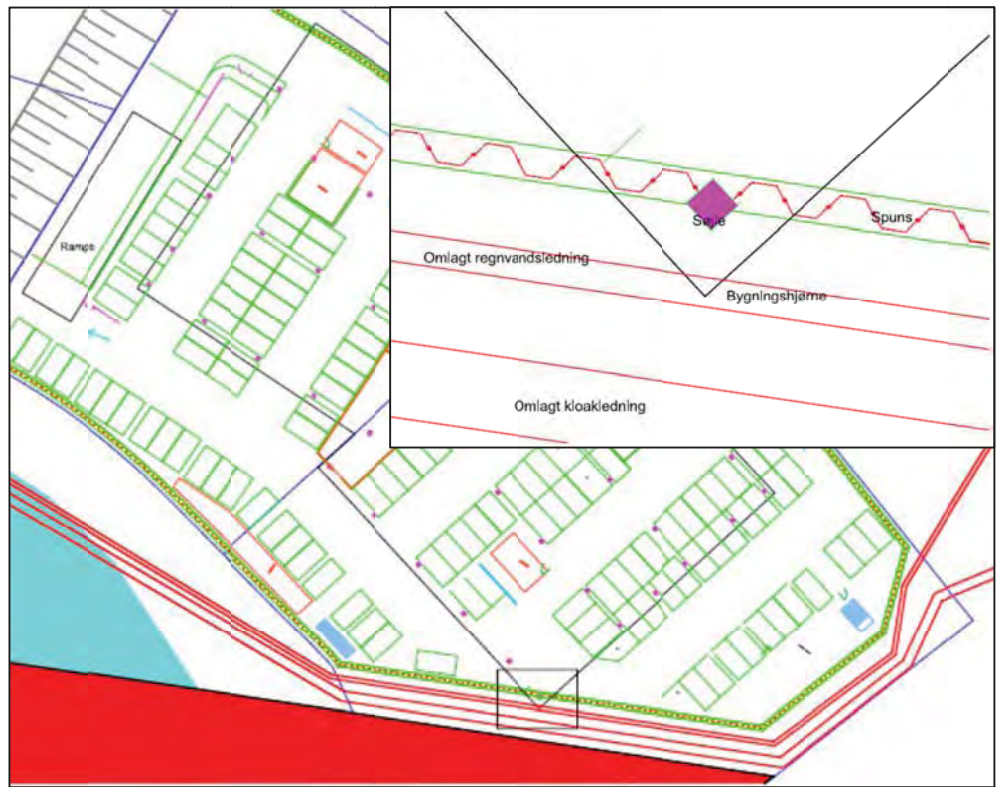 Søjle
Spuns
Omlagt regnvandsledning
Bygningshjørne
Omlagt kloakledning
Rampe